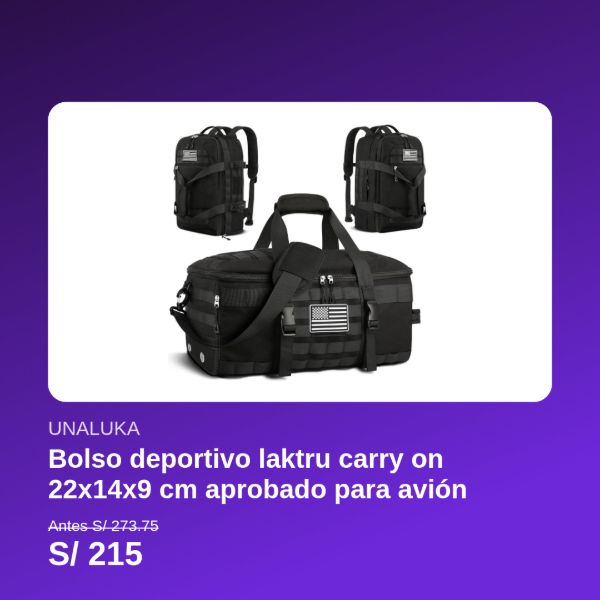 UNALUKA
Bolso deportivo laktru carry on
22x14x9 cm aprobado para avión
Antes S/ 273.75
S/ 215